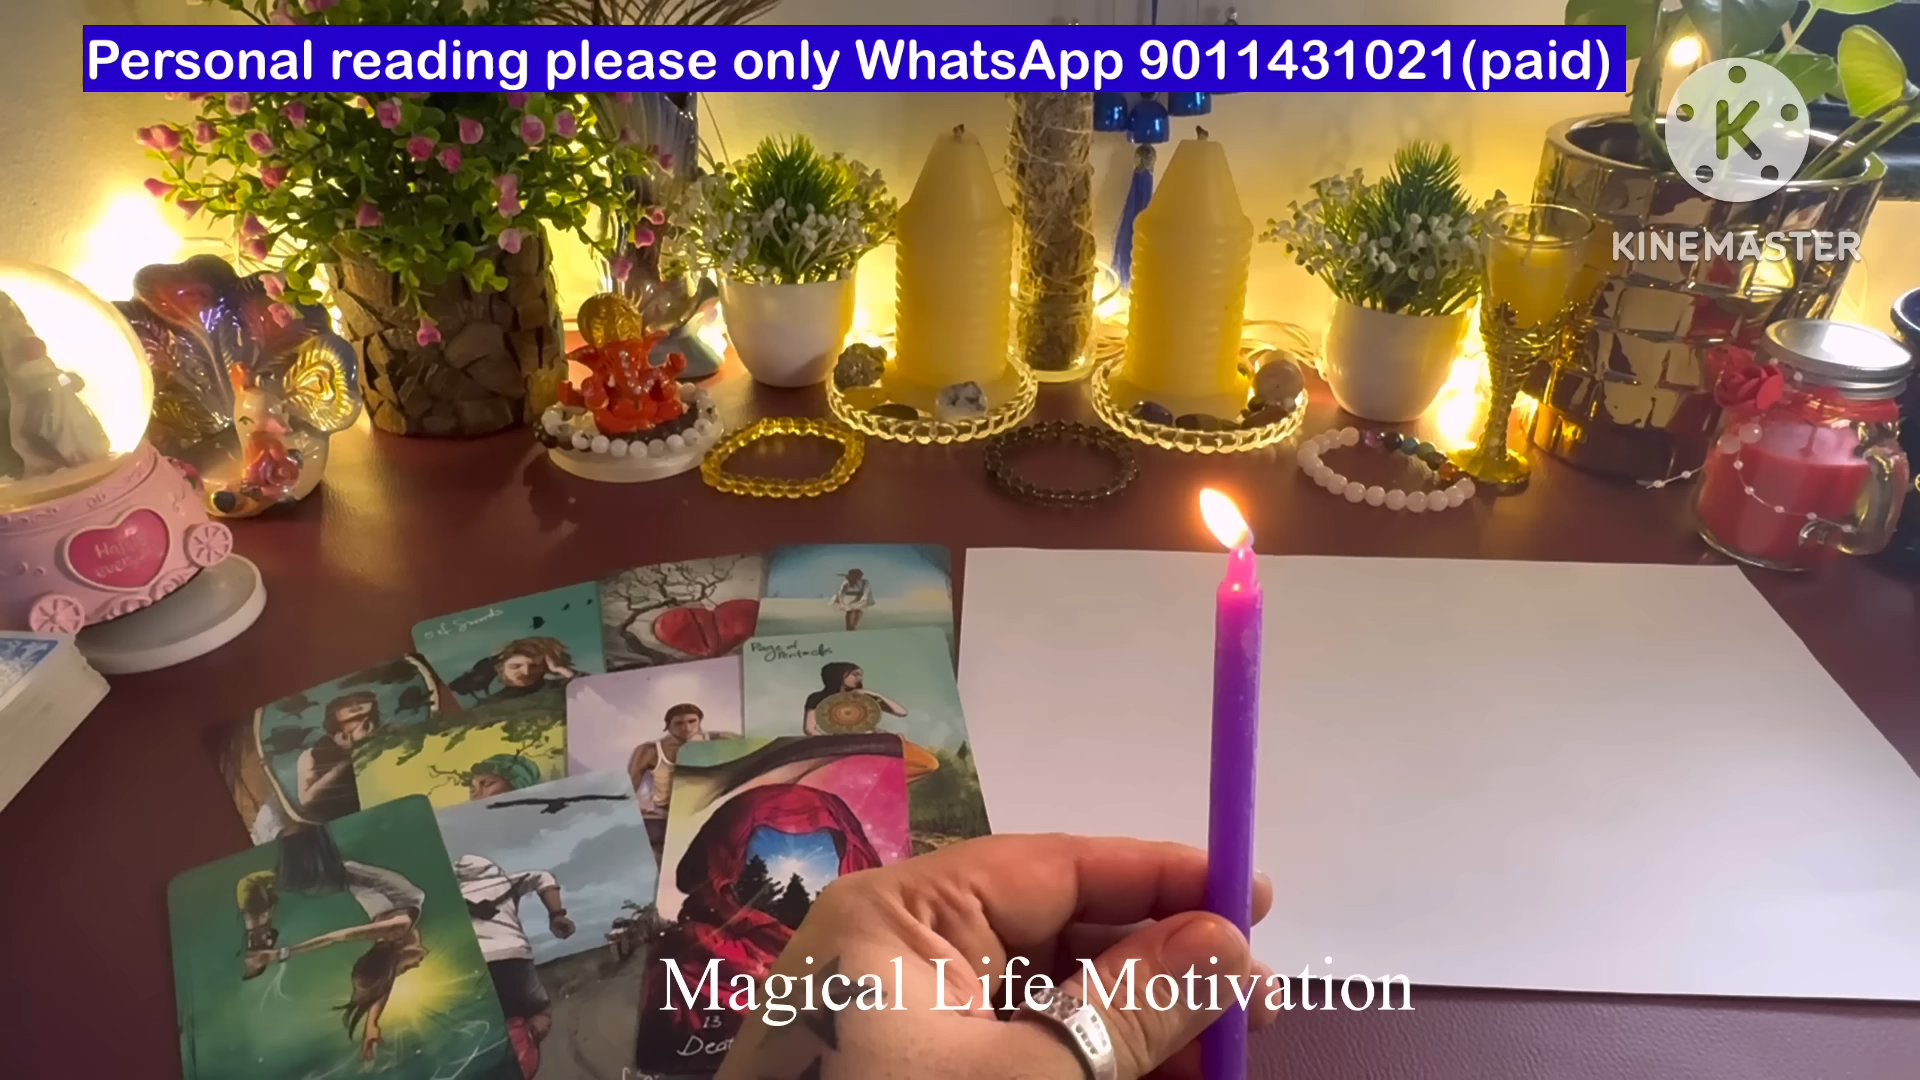 Personal reading please only WhatsApp 9011431021(paid)
K
KINEMASTER
5 of Swords
Page of
Pentacles
Magical Life Motivation
13